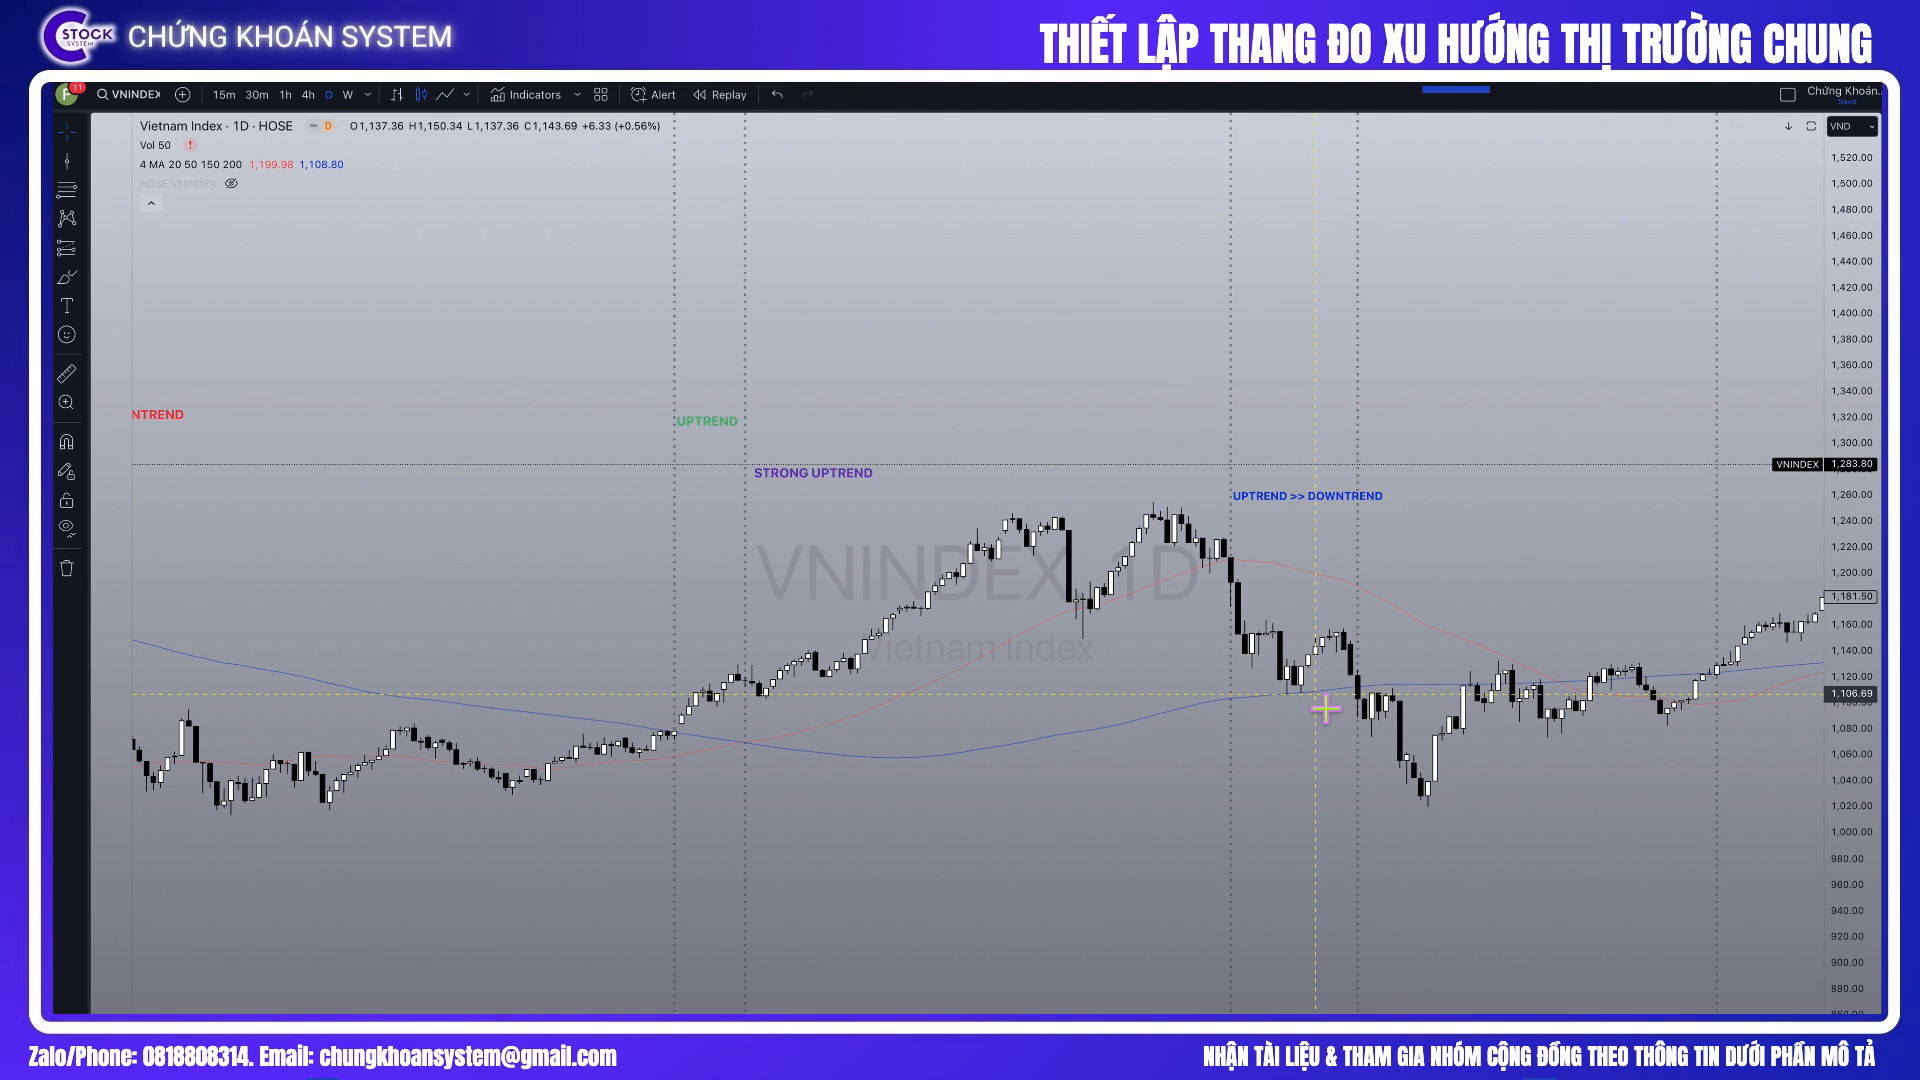 STOCK
SYSTEM
CHỨNG KHOÁN SYSTEM
THIẾT LẬP THANG ĐO XU HƯỚNG THỊ TRƯỜNG CHUNG
F 11
VNINDEX 15m 30m 1h 4h D W Indicators Alert Replay
Chứng Khoán..
Save
Vietnam Index · 1D · HOSE D O1,137.36 H1,150.34 L1,137.36 C1,143.69 +6.33 (+0.56%)
VND
Vol 50 !
4 MA 20 50 150 200 1,199.98 1,108.80
HOSE VNINDEX
1,520.00
1,500.00
1,480.00
1,460.00
1,440.00
1,420.00
1,400.00
1,380.00
1,360.00
1,340.00
1,320.00
1,300.00
NTREND
UPTREND
STRONG UPTREND
UPTREND >> DOWNTREND
VNINDEX 1,283.80
1,260.00
1,240.00
1,220.00
1,200.00
1,181.50
1,160.00
1,140.00
1,120.00
1,106.69
1,080.00
1,060.00
1,040.00
1,020.00
1,000.00
980.00
960.00
940.00
920.00
900.00
880.00
VNINDEX, 1D
Vietnam Index
Zalo/Phone: 0818808314. Email: chungkhoansystem@gmail.com
NHẬN TÀI LIỆU & THAM GIA NHÓM CỘNG ĐỒNG THEO THÔNG TIN DƯỚI PHẦN MÔ TẢ